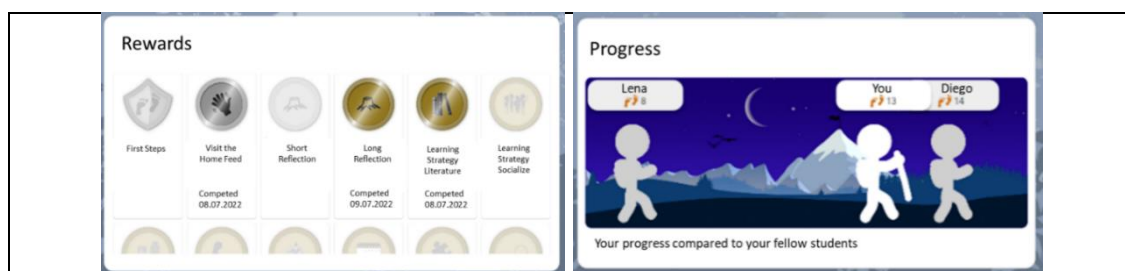 Rewards
First Steps
Visit the
Home Feed
Competed
08.07.2022
Short
Reflection
Long
Reflection
Competed
09.07.2022
Learning
Strategy
Literature
Competed
08.07.2022
Learning
Strategy
Socialize
Progress
Lena
8
You
13
Diego
14
Your progress compared to your fellow students